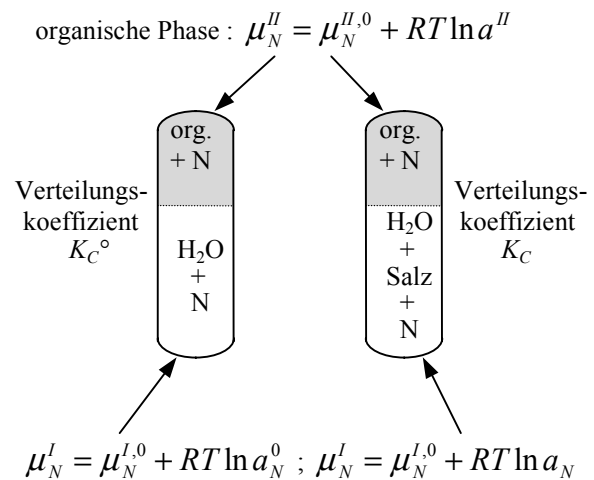 organische Phase : μ_N^{II} = μ_N^{II,0} + RT ln a^{II}
org.
+ N
org.
+ N
Verteilungs-
koeffizient
K_C°
H₂O
+
N
H₂O
+
Salz
+
N
Verteilungs-
koeffizient
K_C
μ_N^I = μ_N^{I,0} + RT ln a_N^0 ; μ_N^I = μ_N^{I,0} + RT ln a_N